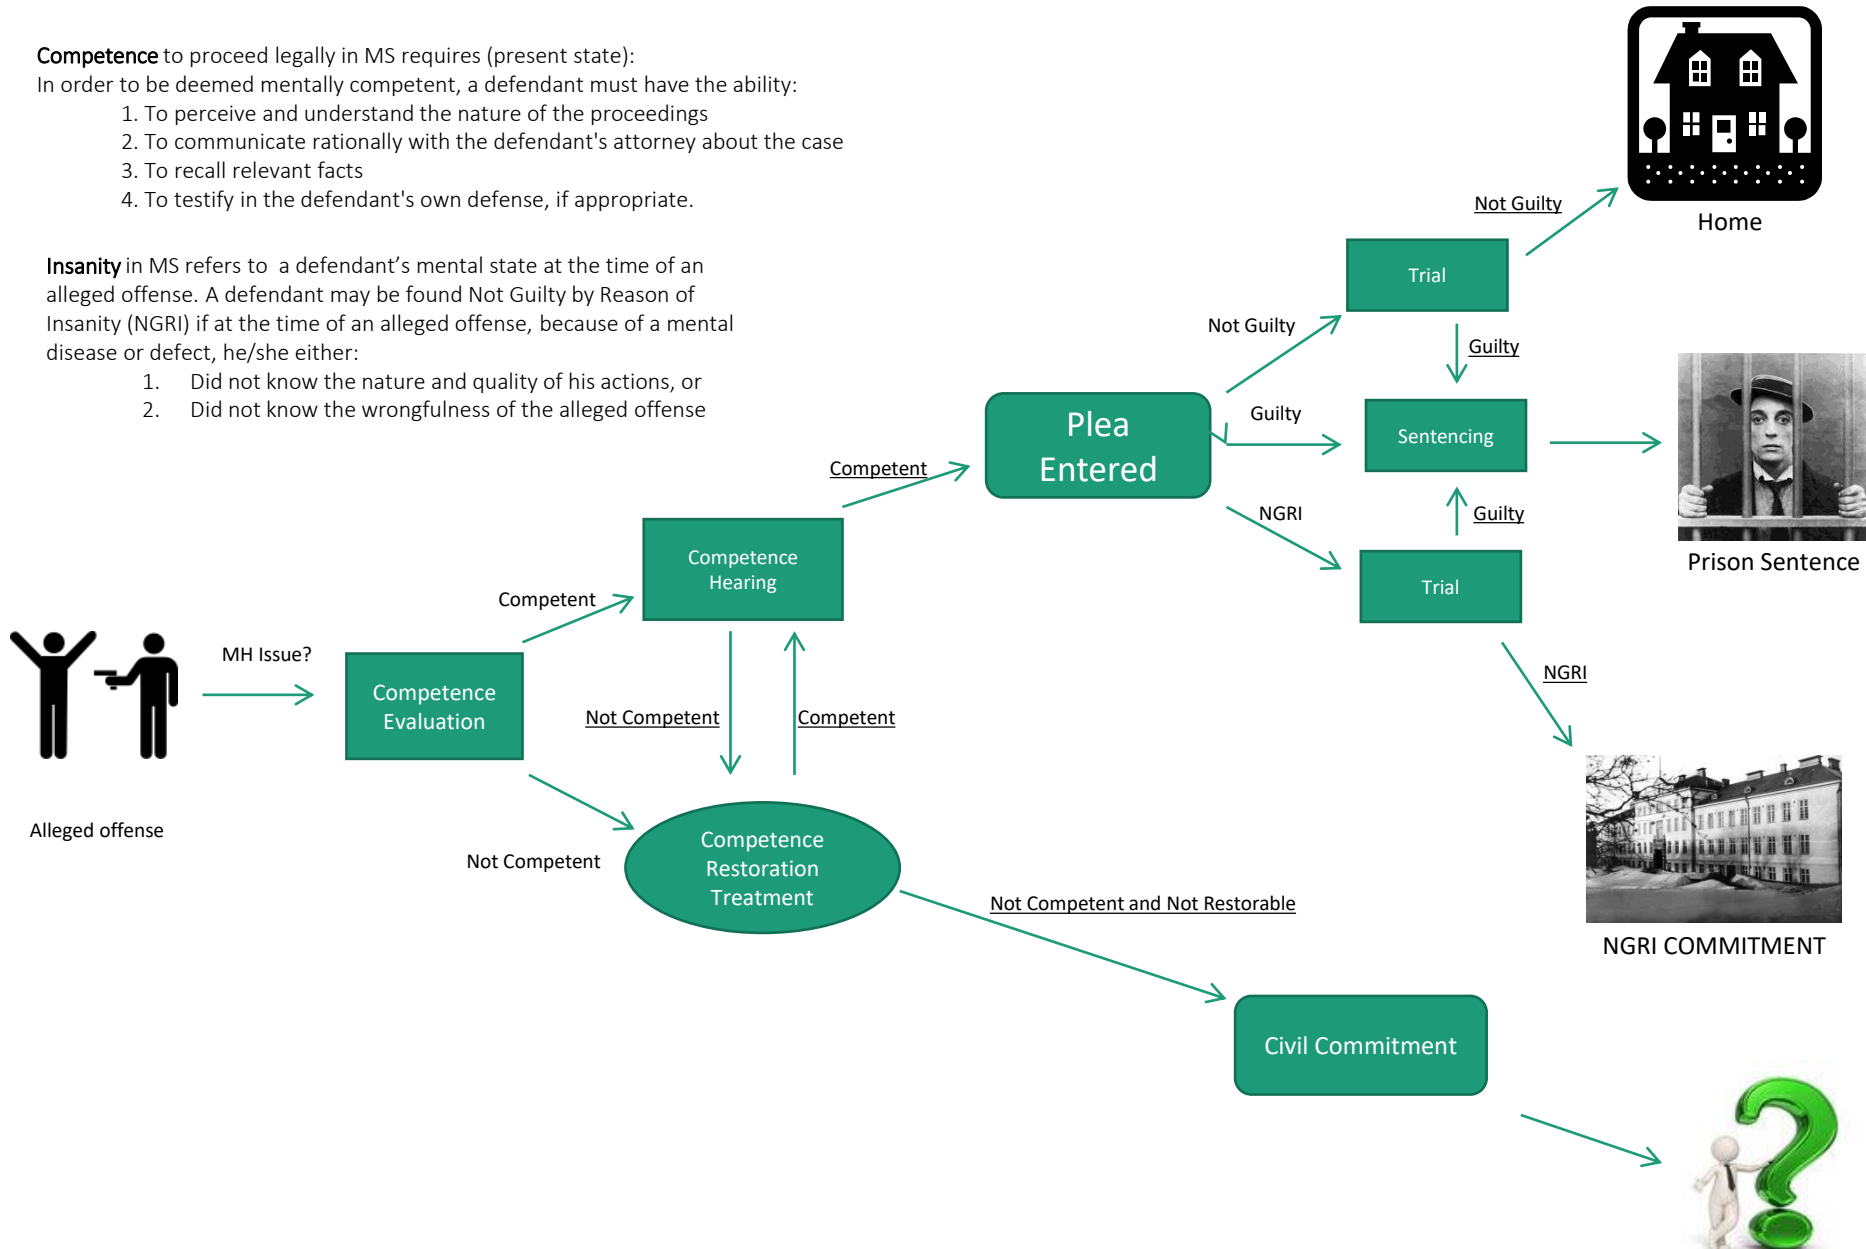 Competence to proceed legally in MS requires (present state):
In order to be deemed mentally competent, a defendant must have the ability:
1. To perceive and understand the nature of the proceedings
2. To communicate rationally with the defendant's attorney about the case
3. To recall relevant facts
4. To testify in the defendant's own defense, if appropriate.
Insanity in MS refers to a defendant’s mental state at the time of an
alleged offense. A defendant may be found Not Guilty by Reason of
Insanity (NGRI) if at the time of an alleged offense, because of a mental
disease or defect, he/she either:
1. Did not know the nature and quality of his actions, or
2. Did not know the wrongfulness of the alleged offense
Alleged offense
MH Issue?
Competence
Evaluation
Competent
Not Competent
Competence
Hearing
Not Competent
Competent
Competence
Restoration
Treatment
Competent
Plea
Entered
Not Guilty
Guilty
NGRI
Trial
Not Guilty
Home
Guilty
Sentencing
Prison Sentence
Guilty
Trial
NGRI
NGRI COMMITMENT
Not Competent and Not Restorable
Civil Commitment